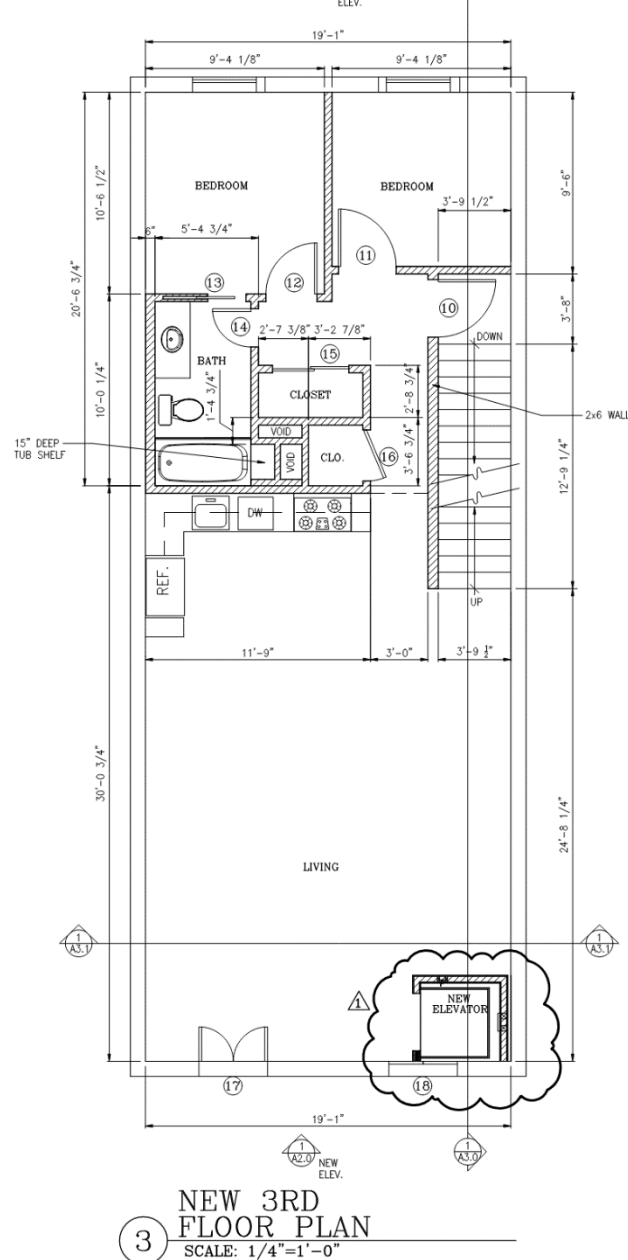 ELEV.
19'-1"
9'-4 1/8"
9'-4 1/8"
BEDROOM
BEDROOM
10'-6 1/2"
9'-6"
3'-9 1/2"
6"
5'-4 3/4"
20'-6 3/4"
13
12
11
10
14
2'-7 3/8"
3'-2 7/8"
3'-8"
DOWN
BATH
15
10'-0 1/4"
1'-4 3/4"
CLOSET
2'-8 3/4"
2x6 WALL
15" DEEP
TUB SHELF
VOID
VOID
CLO.
16
3'-6 3/4"
12'-9 1/4"
DW
REF.
UP
11'-9"
3'-0"
3'-9 1/2"
30'-0 3/4"
24'-8 1/4"
LIVING
1
A3.1
1
A3.1
1
NEW
ELEVATOR
17
18
19'-1"
1
A2.0
NEW
ELEV.
1
A3.0
3
NEW 3RD
FLOOR PLAN
SCALE: 1/4"=1'-0"